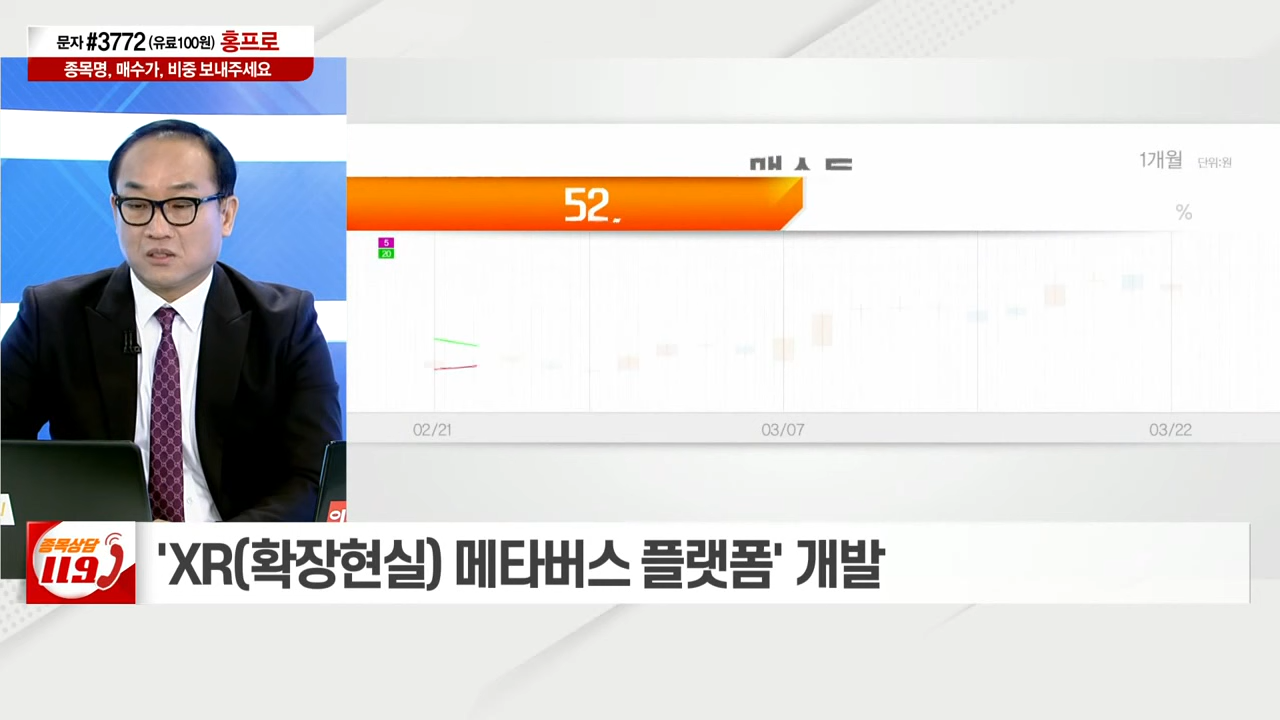 문자 #3772 (유료100원) 홍프로
종목명, 매수가, 비중 보내주세요
1개월 단위:원
52
%
5
20
02/21 03/07 03/22
종목상담
119
'XR(확장현실) 메타버스 플랫폼' 개발